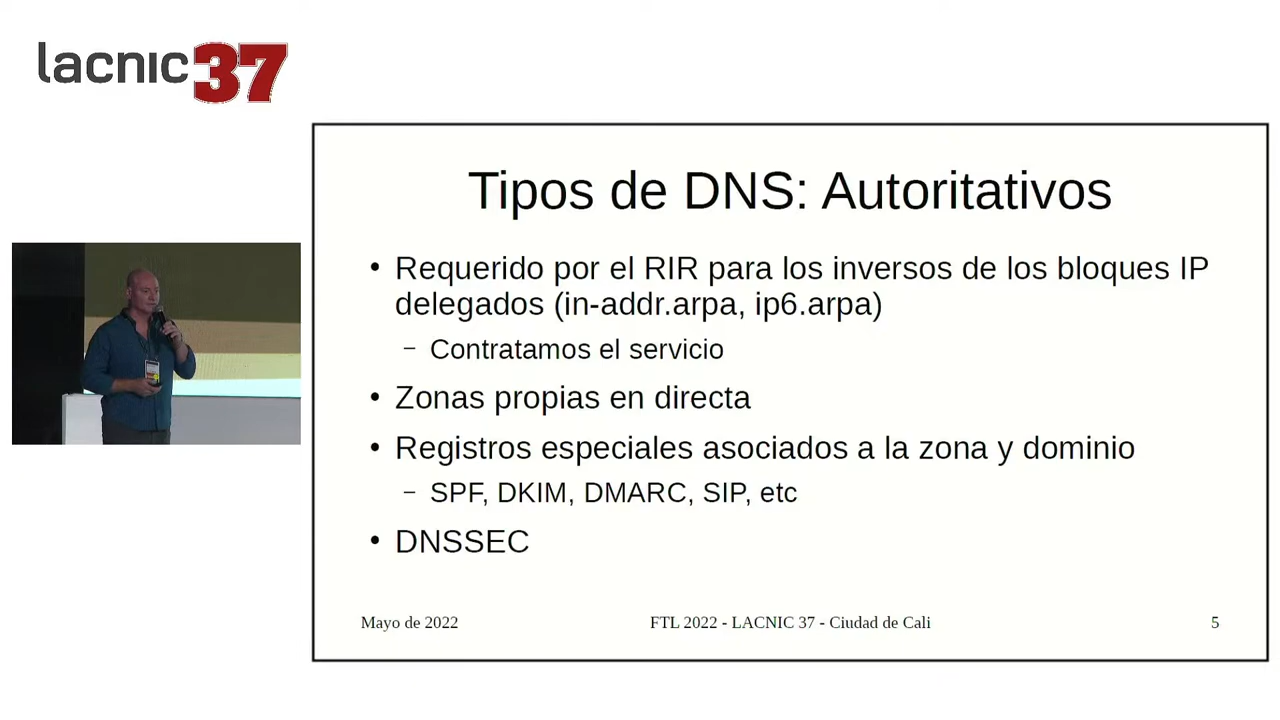 lacnic 37
Tipos de DNS: Autoritativos
• Requerido por el RIR para los inversos de los bloques IP
delegados (in-addr.arpa, ip6.arpa)
– Contratamos el servicio
• Zonas propias en directa
• Registros especiales asociados a la zona y dominio
– SPF, DKIM, DMARC, SIP, etc
• DNSSEC
Mayo de 2022 FTL 2022 - LACNIC 37 - Ciudad de Cali 5